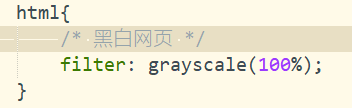 html{
    /* 黑白网页 */
    filter: grayscale(100%);
}